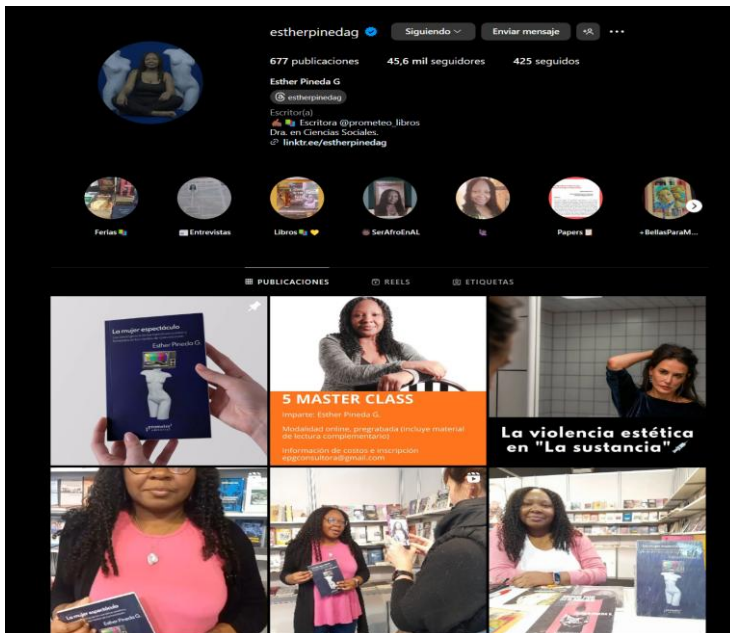 estherpinedag Siguiendo Enviar mensaje
677 publicaciones 45,6 mil seguidores 425 seguidos
Esther Pineda G
estherpinedag
Escritor(a)
Escritora @prometeo_libros
Dra. en Ciencias Sociales.
linktr.ee/estherpinedag
Ferias Entrevistas Libros SerAfroEnAL Papers +BellasParaM...
PUBLICACIONES REELS ETIQUETAS
La mujer espectáculo
Esther Pineda G.
prometeo
5 MASTER CLASS
Imparte: Esther Pineda G.
Modalidad online, pregrabada (incluye material
de lectura complementario)
Información de costos e inscripción
epgconsultora@gmail.com
La violencia estética
en "La sustancia"
La mujer espectáculo
Esther Pineda G.